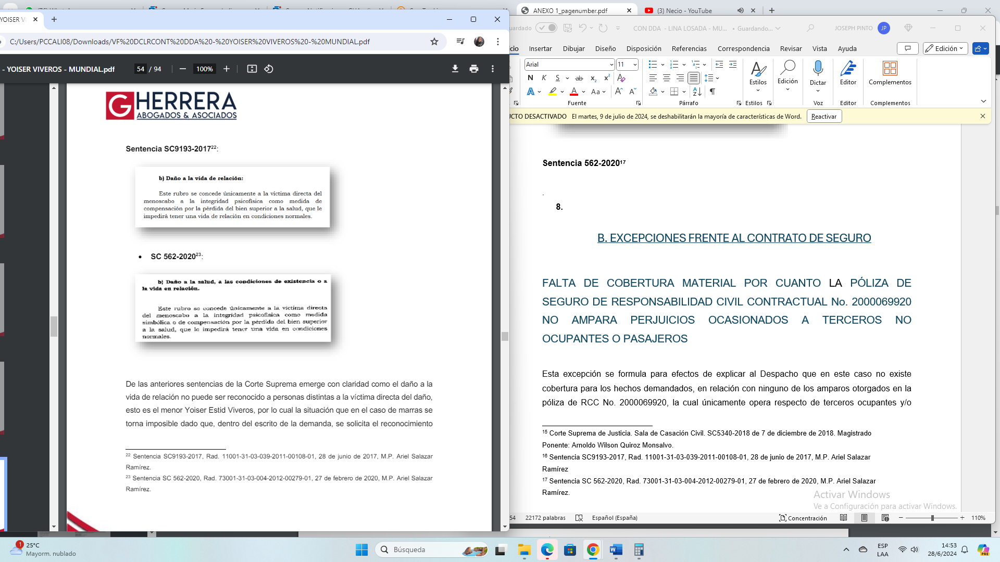 ANEXO 1_pagenumber.pdf
(3) Necio - YouTube
YOISER V
C:/Users/PCCALI08/Downloads/VF%20DCLRCONT%20DDA%20-%20YOISER%20VIVEROS%20-%20MUNDIAL.pdf
- YOISER VIVEROS - MUNDIAL.pdf
54 / 94
100%
GHERRERA
ABOGADOS & ASOCIADOS
Sentencia SC9193-2017²²:
b) Daño a la vida de relación:
Este rubro se concede únicamente a la víctima directa del
menoscabo a la integridad psicofísica como medida de
compensación por la pérdida del bien superior a la salud, que le
impedirá tener una vida de relación en condiciones normales.
• SC 562-2020²³:
b) Daño a la salud, a las condiciones de existencia o a
la vida en relación.
Este rubro se concede únicamente a la víctima directa
del menoscabo a la integridad psicofísica como medida
simbólica o de compensación por la pérdida del bien superior
a la salud, que le impedirá tener una vida en condiciones
normales.
De las anteriores sentencias de la Corte Suprema emerge con claridad como el daño a la
vida de relación no puede ser reconocido a personas distintas a la víctima directa del daño,
esto es el menor Yoiser Estid Viveros, por lo cual la situación que en el caso de marras se
torna imposible dado que, dentro del escrito de la demanda, se solicita el reconocimiento
²² Sentencia SC9193-2017, Rad. 11001-31-03-039-2011-00108-01, 28 de junio de 2017, M.P. Ariel Salazar
Ramírez.
²³ Sentencia SC 562-2020, Rad. 73001-31-03-004-2012-00279-01, 27 de febrero de 2020, M.P. Ariel Salazar
Ramírez.
uardado
CON DDA - LINA LOSADA - MU... • Guardando...
JOSEPH PINTO
JP
cio Insertar Dibujar Diseño Disposición Referencias Correspondencia Revisar Vista Ayuda
Edición
Arial
11
N K S ab x₂ x²
A Aa A A
Estilos
Edición
Dictar
Editor
Complementos
Fuente
Párrafo
Estilos
Voz
Editor
Complementos
UCTO DESACTIVADO El martes, 9 de julio de 2024, se deshabilitarán la mayoría de características de Word.
Reactivar
Sentencia 562-2020¹⁷
.
8.
B. EXCEPCIONES FRENTE AL CONTRATO DE SEGURO
FALTA DE COBERTURA MATERIAL POR CUANTO LA PÓLIZA DE
SEGURO DE RESPONSABILIDAD CIVIL CONTRACTUAL No. 2000069920
NO AMPARA PERJUICIOS OCASIONADOS A TERCEROS NO
OCUPANTES O PASAJEROS
Esta excepción se formula para efectos de explicar al Despacho que en este caso no existe
cobertura para los hechos demandados, en relación con ninguno de los amparos otorgados en la
póliza de RCC No. 2000069920, la cual únicamente opera respecto de terceros ocupantes y/o
¹⁵ Corte Suprema de Justicia. Sala de Casación Civil. SC5340-2018 de 7 de diciembre de 2018. Magistrado
Ponente: Arnoldo Wilson Quiroz Monsalvo.
¹⁶ Sentencia SC9193-2017, Rad. 11001-31-03-039-2011-00108-01, 28 de junio de 2017, M.P. Ariel Salazar
Ramírez
¹⁷ Sentencia SC 562-2020, Rad. 73001-31-03-004-2012-00279-01, 27 de febrero de 2020, M.P. Ariel Salazar
Ramírez.
Activar Windows
Ve a Configuración para activar Windows.
54 22172 palabras Español (España)
Concentración
110%
1
25°C
Mayorm. nublado
Búsqueda
ESP
LAA
14:53
28/6/2024
PRE